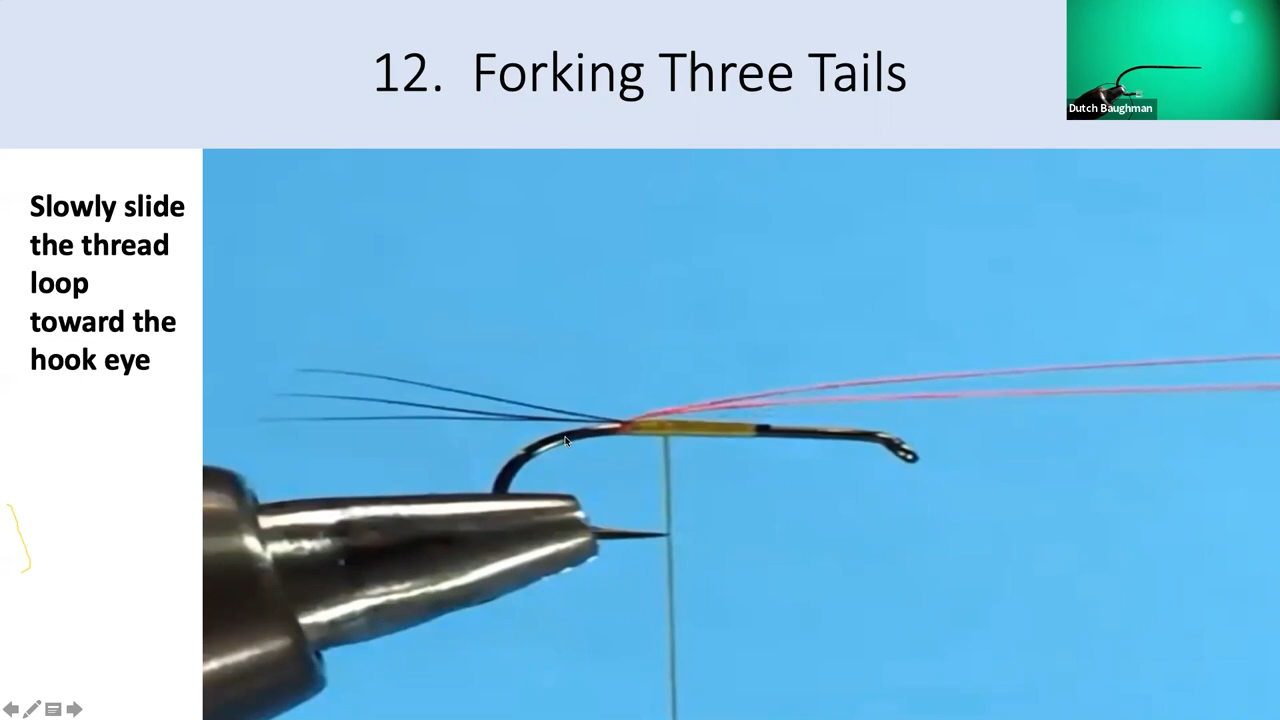 12. Forking Three Tails
Dutch Baughman
Slowly slide
the thread
loop
toward the
hook eye